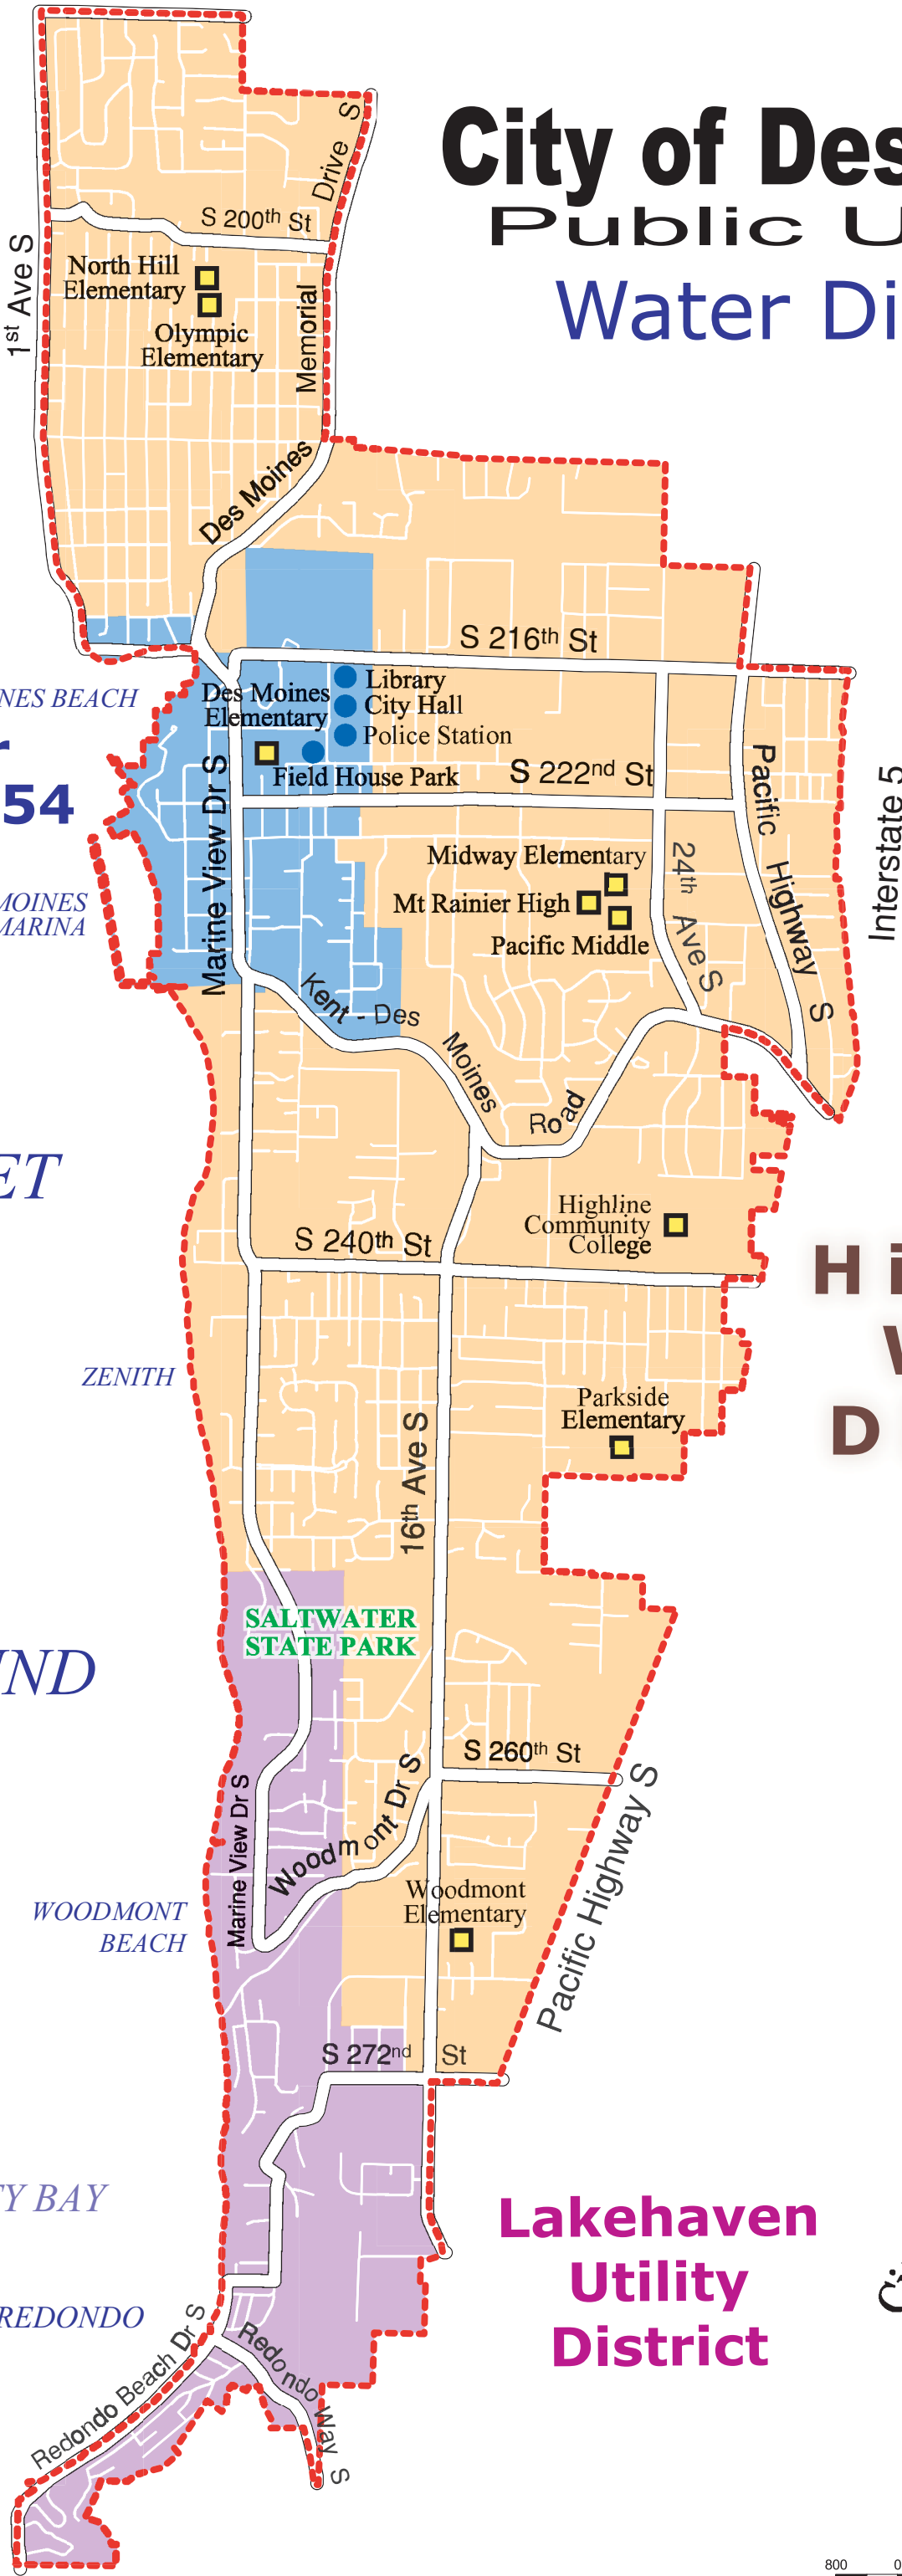 City of Des
Public U
Water Di
Drive S
S 200th St
1st Ave S
North Hill
Elementary
Olympic
Elementary
Memorial
Des Moines
S 216th St
NES BEACH
Library
City Hall
Police Station
Des Moines
Elementary
Field House Park
S 222nd St
r
54
Marine View Dr S
Pacific Highway S
Interstate 5
Midway Elementary
24th Ave S
Mt Rainier High
Pacific Middle
MOINES
MARINA
Kent - Des Moines Road
ET
Highline
Community
College
S 240th St
Hi
W
D
ZENITH
Parkside
Elementary
16th Ave S
SALTWATER
STATE PARK
UND
S 260th St
Marine View Dr S
Woodmont Dr S
Pacific Highway S
Woodmont
Elementary
WOODMONT
BEACH
S 272nd St
TY BAY
Lakehaven
Utility
District
REDONDO
Redondo Beach Dr S
Redondo Way S
800 0